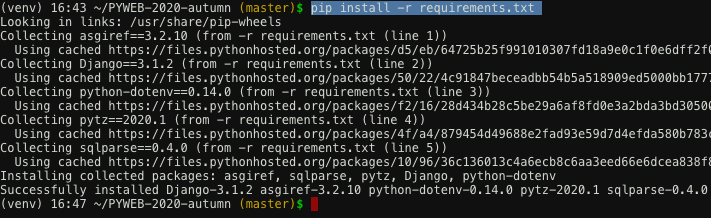 (venv) 16:43 ~/PYWEB-2020-autumn (master)$ pip install -r requirements.txt
Looking in links: /usr/share/pip-wheels
Collecting asgiref==3.2.10 (from -r requirements.txt (line 1))
  Using cached https://files.pythonhosted.org/packages/d5/eb/64725b25f991010307fd18a9e0c1f0e6dff2f0
Collecting Django==3.1.2 (from -r requirements.txt (line 2))
  Using cached https://files.pythonhosted.org/packages/50/22/4c91847beceadbb54b5a518909ed5000bb1777
Collecting python-dotenv==0.14.0 (from -r requirements.txt (line 3))
  Using cached https://files.pythonhosted.org/packages/f2/16/28d434b28c5be29a6af8fd0e3a2bda3bd30500
Collecting pytz==2020.1 (from -r requirements.txt (line 4))
  Using cached https://files.pythonhosted.org/packages/4f/a4/879454d49688e2fad93e59d7d4efda580b783c
Collecting sqlparse==0.4.0 (from -r requirements.txt (line 5))
  Using cached https://files.pythonhosted.org/packages/10/96/36c136013c4a6ecb8c6aa3eed66e6dcea838f8
Installing collected packages: asgiref, sqlparse, pytz, Django, python-dotenv
Successfully installed Django-3.1.2 asgiref-3.2.10 python-dotenv-0.14.0 pytz-2020.1 sqlparse-0.4.0
(venv) 16:47 ~/PYWEB-2020-autumn (master)$